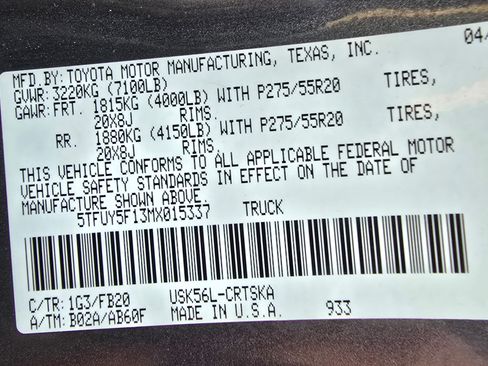 MFD.BY:TOYOTA MOTOR MANUFACTURING, TEXAS, INC. 04/
GVWR: 3220KG (7100LB)
GAWR: FRT. 1815KG (4000LB) WITH P275/55R20 TIRES,
20X8J RIMS.
RR. 1880KG (4150LB) WITH P275/55R20 TIRES,
20X8J RIMS.
THIS VEHICLE CONFORMS TO ALL APPLICABLE FEDERAL MOTOR
VEHICLE SAFETY STANDARDS IN EFFECT ON THE DATE OF
MANUFACTURE SHOWN ABOVE.
5TFUY5F13MX015337 TRUCK
C/TR: 1G3/FB20 USK56L-CRTSKA
A/TM: B02A/AB60F MADE IN U.S.A. 933